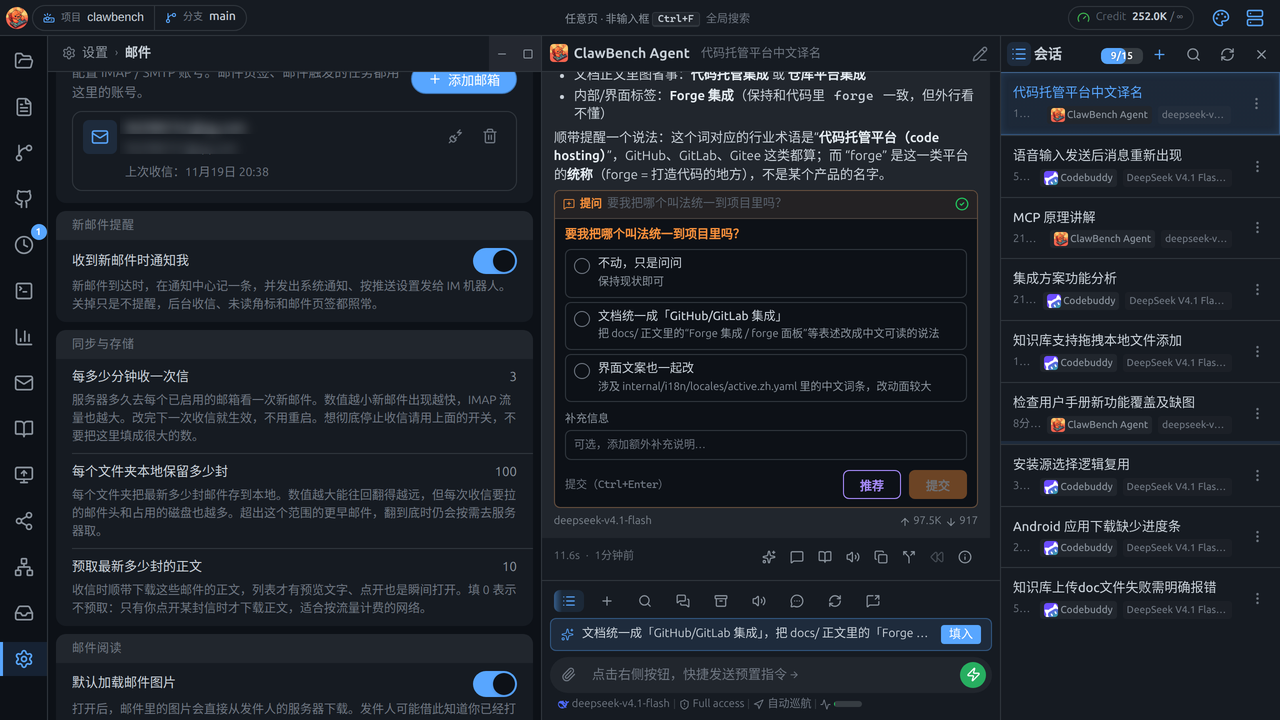 项目 clawbench
分支 main
任意页 · 非输入框 Ctrl+F 全局搜索
Credit 252.0K / ∞
设置 › 邮件
配置 IMAP / SMTP 账号。邮件页签、邮件触发的任务都用
这里的账号。
+ 添加邮箱
上次收信：11月19日 20:38
新邮件提醒
收到新邮件时通知我
新邮件到达时，在通知中心记一条，并发出系统通知、按推送设置发给 IM 机器人。
关掉只是不提醒，后台收信、未读角标和邮件页签都照常。
同步与存储
每多少分钟收一次信
3
服务器多久去每个已启用的邮箱看一次新邮件。数值越小新邮件出现越快，IMAP 流
量也越大。改完下一次收信就生效，不用重启。想彻底停止收信请用上面的开关，不
要把这里填成很大的数。
每个文件夹本地保留多少封
100
每个文件夹把最新多少封邮件存到本地。数值越大能往回翻得越远，但每次收信要拉
的邮件头和占用的磁盘也越多。超出这个范围的更早邮件，翻到底时仍会按需去服务
器取。
预取最新多少封的正文
10
收信时顺带下载这些邮件的正文，列表才有预览文字、点开也是瞬间打开。填 0 表示
不预取：只有你点开某封信时才下载正文，适合按流量计费的网络。
邮件阅读
默认加载邮件图片
打开后，邮件里的图片会直接从发件人的服务器下载。发件人可能借此知道你已经打
1
ClawBench Agent 代码托管平台中文译名
• 文档正文里图省事：代码托管集成 或 仓库平台集成
• 内部/界面标签：Forge 集成（保持和代码里 forge 一致，但外行看
不懂）
顺带提醒一个说法：这个词对应的行业术语是“代码托管平台（code
hosting）”，GitHub、GitLab、Gitee 这类都算；而 “forge” 是这一类平台
的统称（forge = 打造代码的地方），不是某个产品的名字。
提问 要我把哪个叫法统一到项目里吗？
要我把哪个叫法统一到项目里吗？
不动，只是问问
保持现状即可
文档统一成「GitHub/GitLab 集成」
把 docs/ 正文里的“Forge 集成 / forge 面板”等表述改成中文可读的说法
界面文案也一起改
涉及 internal/i18n/locales/active.zh.yaml 里的中文词条，改动面较大
补充信息
可选，添加额外补充说明...
提交（Ctrl+Enter）
推荐
提交
deepseek-v4.1-flash
↑ 97.5K ↓ 917
11.6s · 1分钟前
文档统一成「GitHub/GitLab 集成」，把 docs/ 正文里的「Forge ...
填入
点击右侧按钮，快捷发送预置指令 →
deepseek-v4.1-flash
Full access
自动巡航
会话
9/15
代码托管平台中文译名
1... ClawBench Agent deepseek-v...
语音输入发送后消息重新出现
5... Codebuddy DeepSeek V4.1 Flas...
MCP 原理讲解
21... ClawBench Agent deepseek-v...
集成方案功能分析
21... Codebuddy DeepSeek V4.1 Fla...
知识库支持拖拽本地文件添加
1... Codebuddy DeepSeek V4.1 Flas...
检查用户手册新功能覆盖及缺图
8分... ClawBench Agent deepseek-v...
安装源选择逻辑复用
3... Codebuddy DeepSeek V4.1 Flas...
Android 应用下载缺少进度条
2... Codebuddy DeepSeek V4.1 Flas...
知识库上传doc文件失败需明确报错
5... Codebuddy DeepSeek V4.1 Flas...